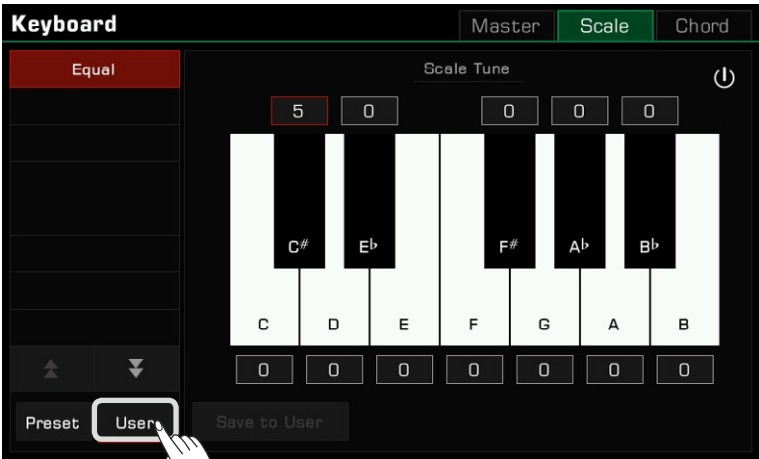 Keyboard Master Scale Chord
Equal
Scale Tune
5 0 0 0 0
C# E♭ F# A♭ B♭
C D E F G A B
0 0 0 0 0 0 0
Preset User Save to User